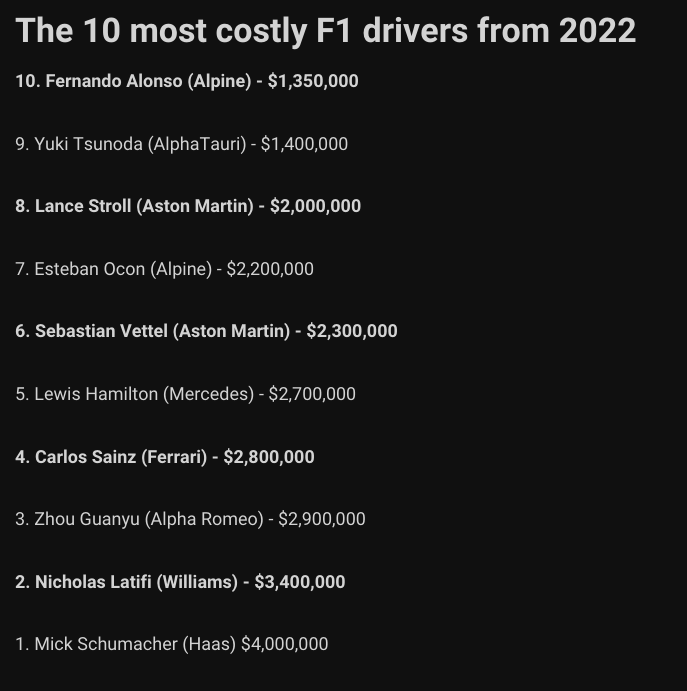 The 10 most costly F1 drivers from 2022
10. Fernando Alonso (Alpine) - $1,350,000
9. Yuki Tsunoda (AlphaTauri) - $1,400,000
8. Lance Stroll (Aston Martin) - $2,000,000
7. Esteban Ocon (Alpine) - $2,200,000
6. Sebastian Vettel (Aston Martin) - $2,300,000
5. Lewis Hamilton (Mercedes) - $2,700,000
4. Carlos Sainz (Ferrari) - $2,800,000
3. Zhou Guanyu (Alpha Romeo) - $2,900,000
2. Nicholas Latifi (Williams) - $3,400,000
1. Mick Schumacher (Haas) $4,000,000